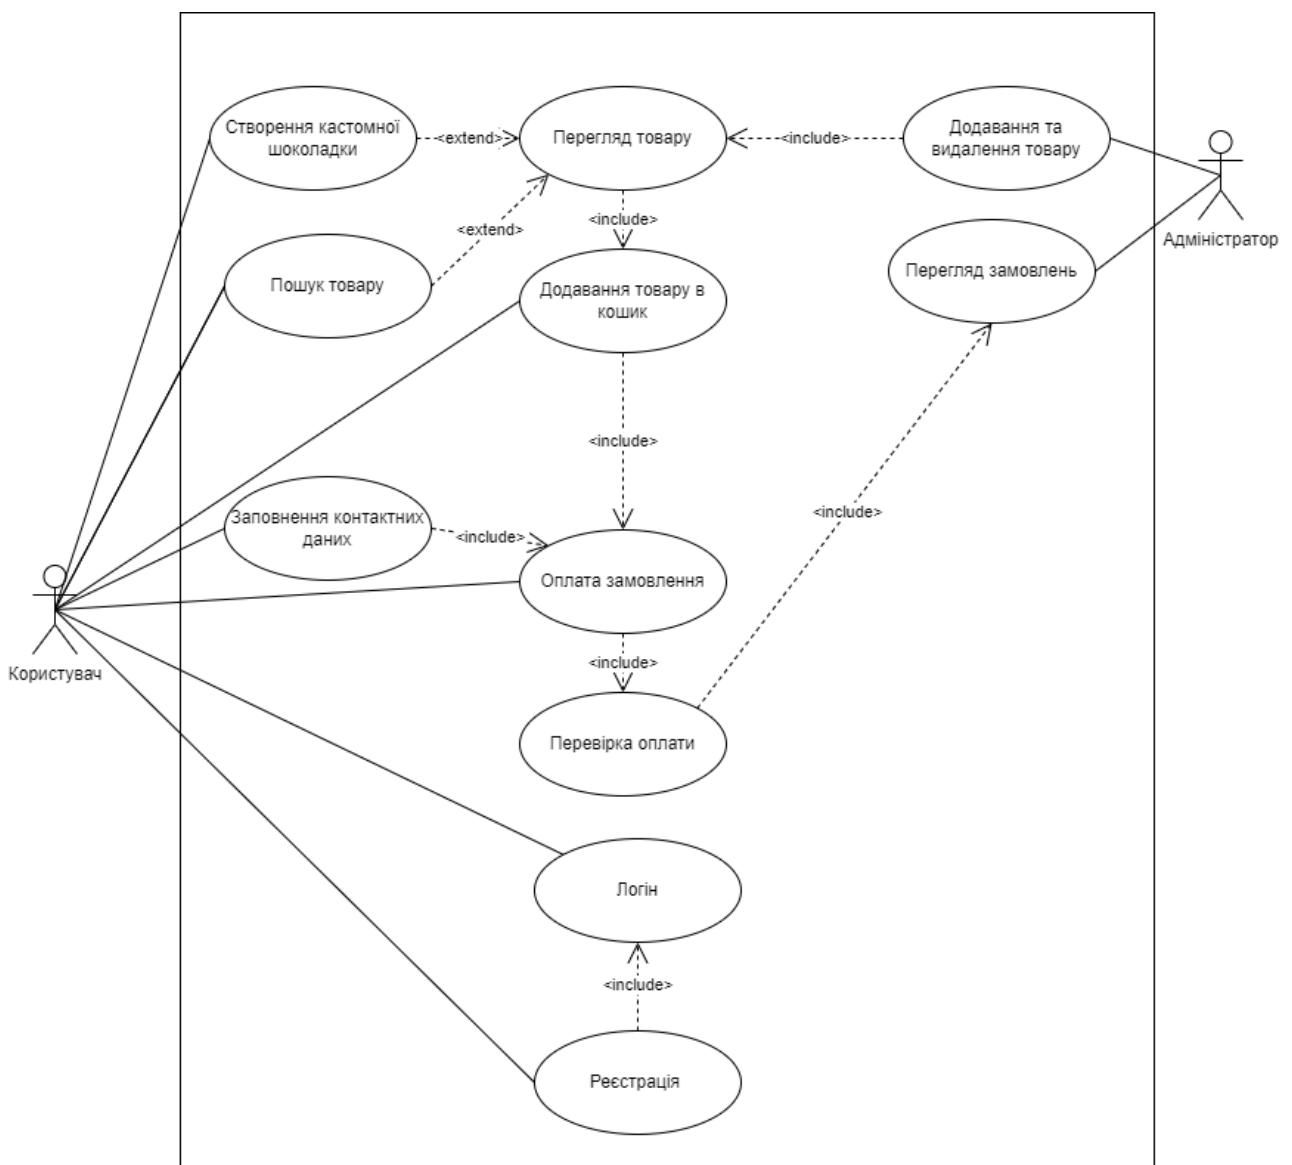 Створення кастомної
шоколадки
<extend>
Перегляд товару
<include>
Додавання та
видалення товару
Адміністратор
<include>
<extend>
Пошук товару
Додавання товару в
кошик
Перегляд замовлень
<include>
Заповнення контактних
даних
<include>
<include>
Оплата замовлення
Користувач
<include>
Перевірка оплати
Логін
<include>
Реєстрація